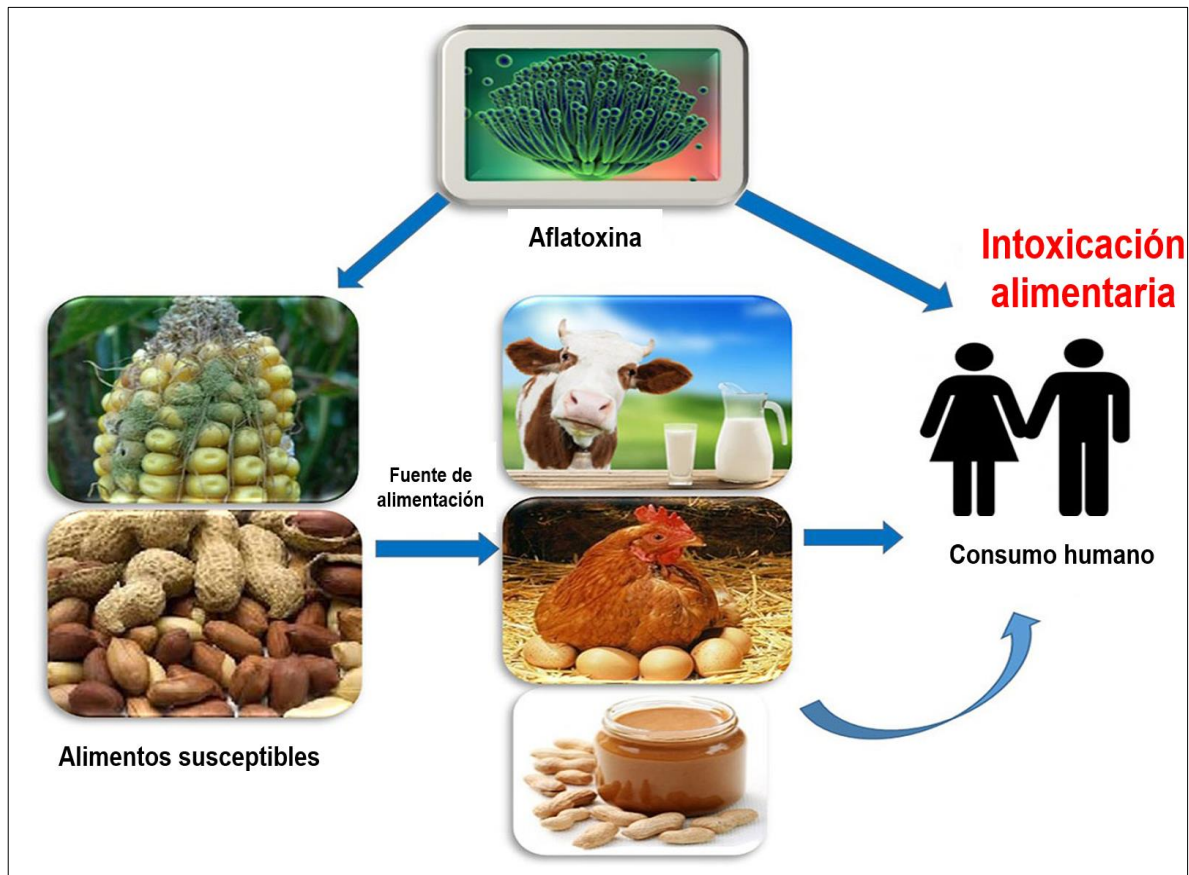 Aflatoxina
Intoxicación
alimentaria
Fuente de
alimentación
Consumo humano
Alimentos susceptibles